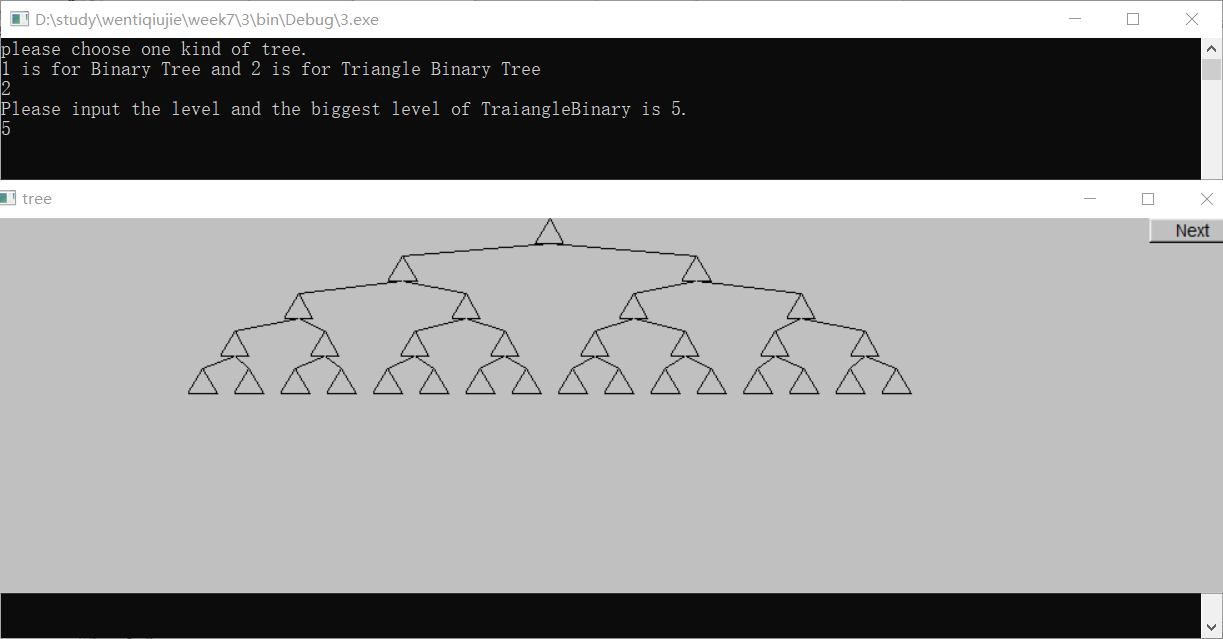 D:\study\wentiqiujie\week7\3\bin\Debug\3.exe
please choose one kind of tree.
1 is for Binary Tree and 2 is for Triangle Binary Tree
2
Please input the level and the biggest level of TraiangleBinary is 5.
5
tree
Next